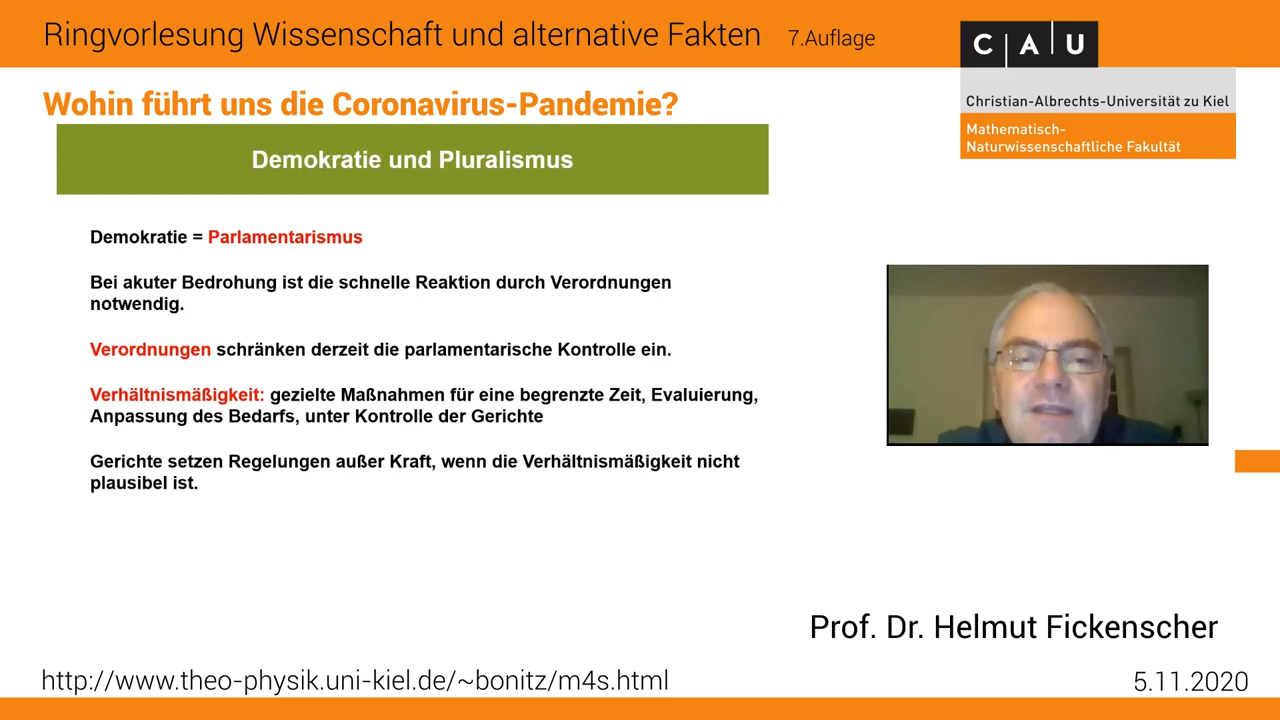 Ringvorlesung Wissenschaft und alternative Fakten 7.Auflage
C A U
Christian-Albrechts-Universität zu Kiel
Mathematisch-
Naturwissenschaftliche Fakultät
Wohin führt uns die Coronavirus-Pandemie?
Demokratie und Pluralismus
Demokratie = Parlamentarismus
Bei akuter Bedrohung ist die schnelle Reaktion durch Verordnungen
notwendig.
Verordnungen schränken derzeit die parlamentarische Kontrolle ein.
Verhältnismäßigkeit: gezielte Maßnahmen für eine begrenzte Zeit, Evaluierung,
Anpassung des Bedarfs, unter Kontrolle der Gerichte
Gerichte setzen Regelungen außer Kraft, wenn die Verhältnismäßigkeit nicht
plausibel ist.
Prof. Dr. Helmut Fickenscher
http://www.theo-physik.uni-kiel.de/~bonitz/m4s.html
5.11.2020